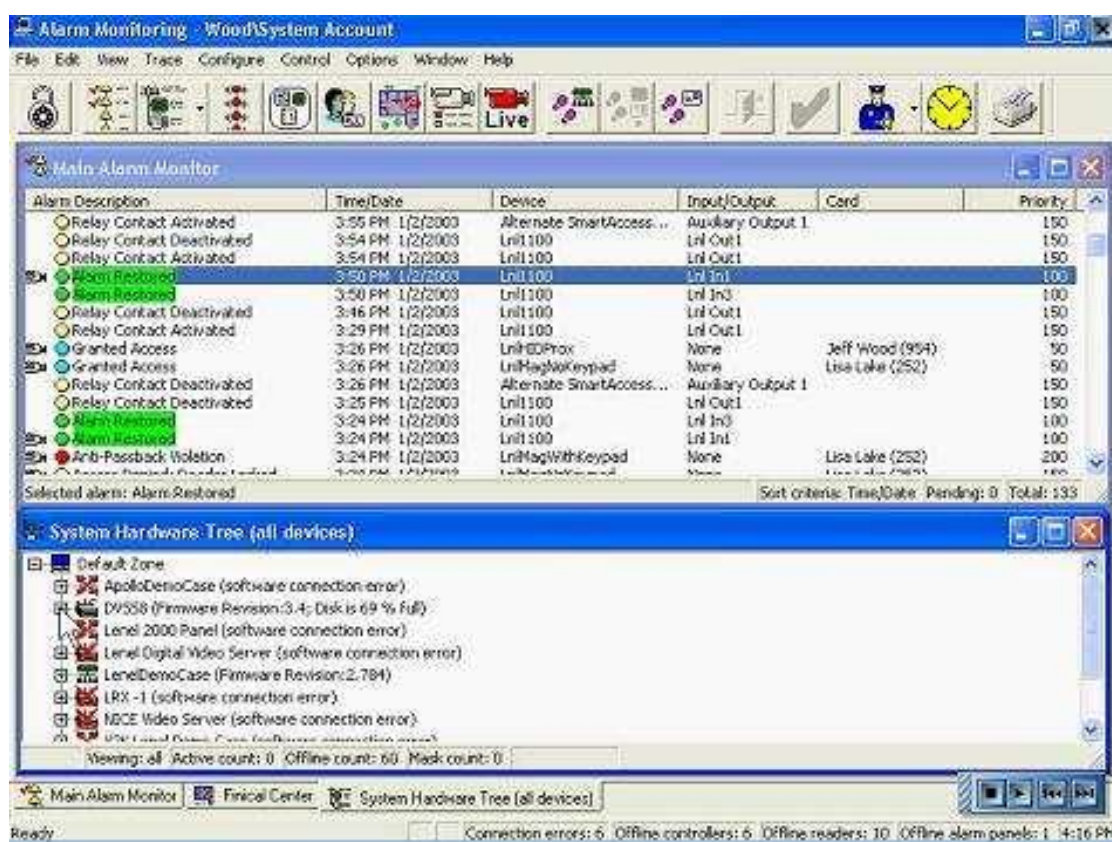 Alarm Monitoring - Wood\System Account
File Edit View Trace Configure Control Options Window Help
Live
Main Alarm Monitor
Alarm Description Time/Date Device Input/Output Card Priority
Relay Contact Activated 3:55 PM 1/2/2003 Alternate SmartAccess... Auxiliary Output 1 150
Relay Contact Deactivated 3:54 PM 1/2/2003 Lnl1100 Lnl Out1 150
Relay Contact Activated 3:54 PM 1/2/2003 Lnl1100 Lnl Out1 150
Alarm Restored 3:50 PM 1/2/2003 Lnl1100 Lnl In1 100
Alarm Restored 3:50 PM 1/2/2003 Lnl1100 Lnl In3 100
Relay Contact Deactivated 3:46 PM 1/2/2003 Lnl1100 Lnl Out1 150
Relay Contact Activated 3:29 PM 1/2/2003 Lnl1100 Lnl Out1 150
Granted Access 3:26 PM 1/2/2003 LnlHIDProx None Jeff Wood (954) 50
Granted Access 3:26 PM 1/2/2003 LnlMagNoKeypad None Lisa Lake (252) 50
Relay Contact Deactivated 3:26 PM 1/2/2003 Alternate SmartAccess... Auxiliary Output 1 150
Relay Contact Deactivated 3:25 PM 1/2/2003 Lnl1100 Lnl Out1 150
Alarm Restored 3:24 PM 1/2/2003 Lnl1100 Lnl In3 100
Alarm Restored 3:24 PM 1/2/2003 Lnl1100 Lnl In1 100
Anti-Passback Violation 3:24 PM 1/2/2003 LnlMagWithKeypad None Lisa Lake (252) 200
Selected alarm: Alarm Restored Sort criteria: Time/Date Pending: 0 Total: 133
System Hardware Tree (all devices)
Default Zone
ApolloDemoCase (software connection error)
DVS58 (Firmware Revision:3.4; Disk is 69 % full)
Lenel 2000 Panel (software connection error)
Lenel Digital Video Server (software connection error)
LenelDemoCase (Firmware Revision:2.784)
LRX -1 (software connection error)
NICE Video Server (software connection error)
Viewing: all Active count: 0 Offline count: 60 Mask count: 0
Main Alarm Monitor Finical Center System Hardware Tree (all devices)
Ready Connection errors: 6 Offline controllers: 6 Offline readers: 10 Offline alarm panels: 1 4:16 PM